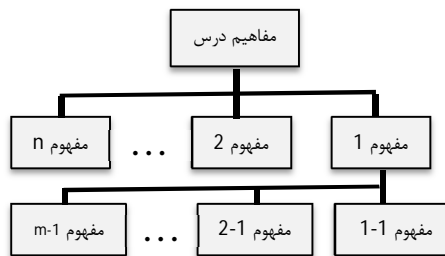 مفاهیم درس
مفهوم 1
مفهوم 2
...
مفهوم n
مفهوم 1-1
مفهوم 1-2
...
مفهوم m-1